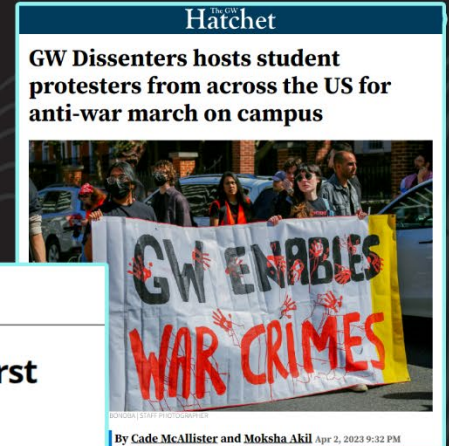 The GW
Hatchet
GW Dissenters hosts student
protesters from across the US for
anti-war march on campus
GW ENABLES
WAR CRIMES
rst
BONDBA | STAFF PHOTOGRAPHER
By Cade McAllister and Moksha Akil Apr 2, 2023 9:32 PM